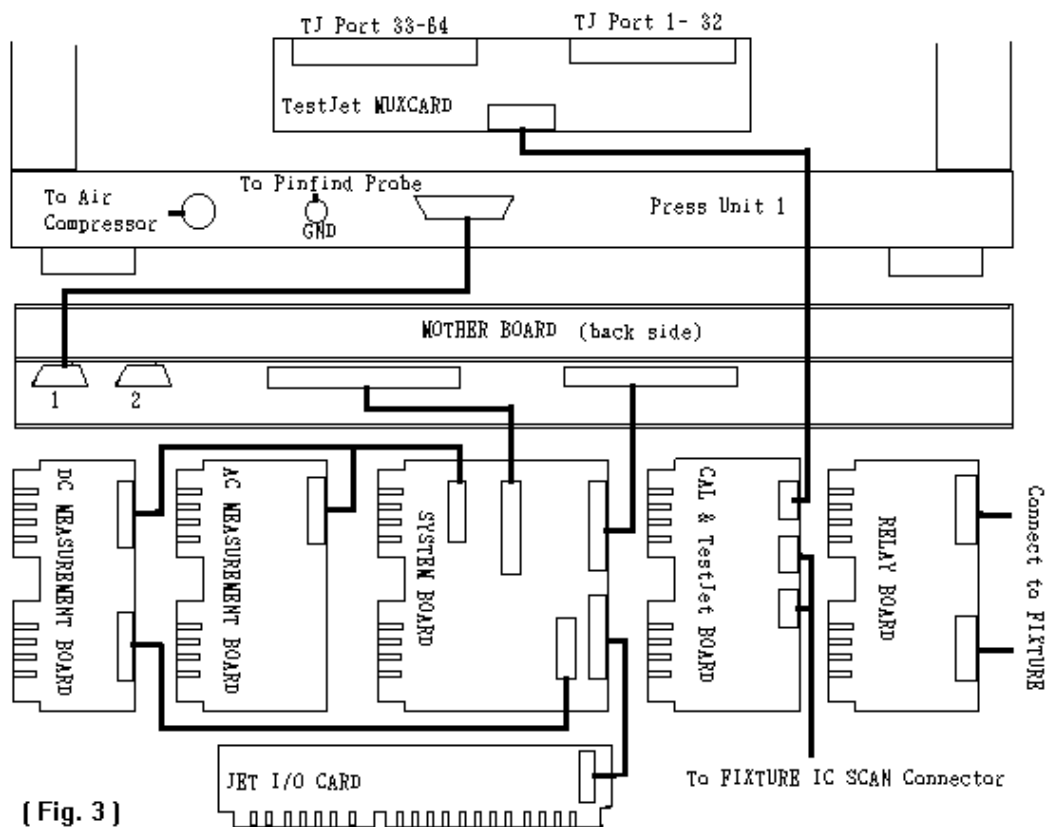 TJ Port 33-64
TJ Port 1- 32
TestJet MUXCARD
To Pinfind Probe
To Air
Compressor
GND
Press Unit 1
MOTHER BOARD (back side)
1
2
DC MEASUREMENT BOARD
AC MEASUREMENT BOARD
SYSTEM BOARD
CAL & TestJet BOARD
RELAY BOARD
Connect to FIXTURE
JET I/O CARD
To FIXTURE IC SCAN Connector
( Fig. 3 )